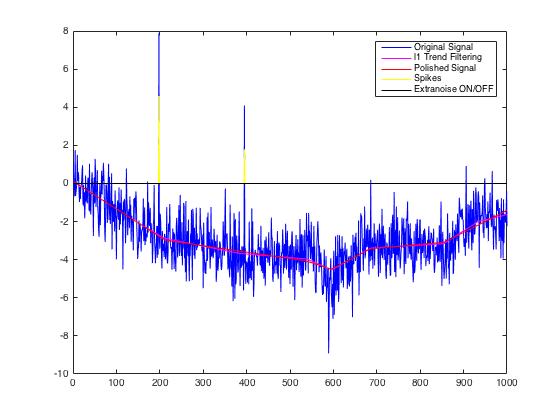 8
6
4
2
0
-2
-4
-6
-8
-10
0 100 200 300 400 500 600 700 800 900 1000
Original Signal
l1 Trend Filtering
Polished Signal
Spikes
Extranoise ON/OFF